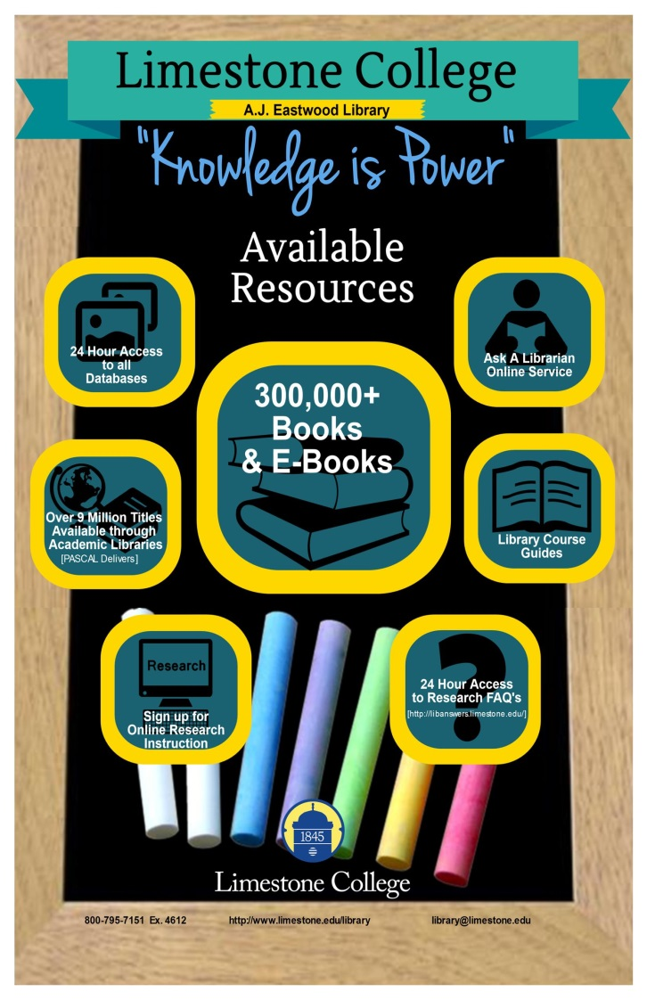 Limestone College
A.J. Eastwood Library
"Knowledge is Power"
Available
Resources
24 Hour Access
to all
Databases
Ask A Librarian
Online Service
300,000+
Books
& E-Books
Over 9 Million Titles
Available through
Academic Libraries
[PASCAL Delivers]
Library Course
Guides
Research
Sign up for
Online Research
Instruction
24 Hour Access
to Research FAQ's
[http://libanswers.limestone.edu/]
1845
Limestone College
800-795-7151 Ex. 4612
http://www.limestone.edu/library
library@limestone.edu